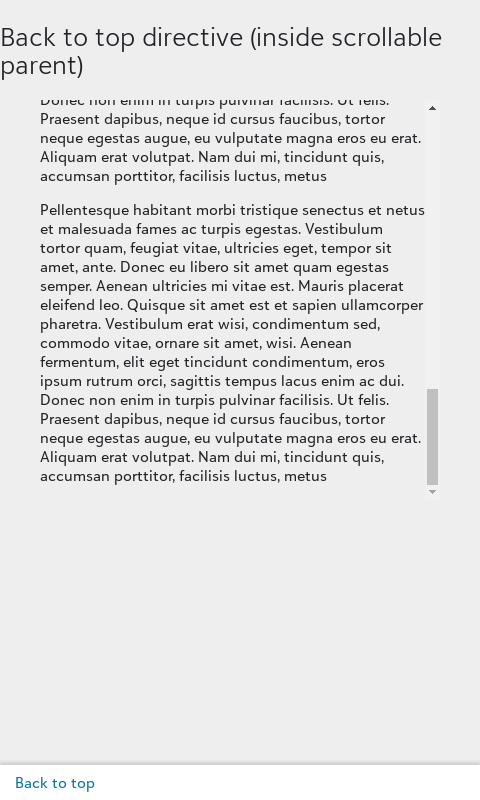 Back to top directive (inside scrollable
parent)
Donec non enim in turpis pulvinar facilisis. Ut felis.
Praesent dapibus, neque id cursus faucibus, tortor
neque egestas augue, eu vulputate magna eros eu erat.
Aliquam erat volutpat. Nam dui mi, tincidunt quis,
accumsan porttitor, facilisis luctus, metus
Pellentesque habitant morbi tristique senectus et netus
et malesuada fames ac turpis egestas. Vestibulum
tortor quam, feugiat vitae, ultricies eget, tempor sit
amet, ante. Donec eu libero sit amet quam egestas
semper. Aenean ultricies mi vitae est. Mauris placerat
eleifend leo. Quisque sit amet est et sapien ullamcorper
pharetra. Vestibulum erat wisi, condimentum sed,
commodo vitae, ornare sit amet, wisi. Aenean
fermentum, elit eget tincidunt condimentum, eros
ipsum rutrum orci, sagittis tempus lacus enim ac dui.
Donec non enim in turpis pulvinar facilisis. Ut felis.
Praesent dapibus, neque id cursus faucibus, tortor
neque egestas augue, eu vulputate magna eros eu erat.
Aliquam erat volutpat. Nam dui mi, tincidunt quis,
accumsan porttitor, facilisis luctus, metus
Back to top